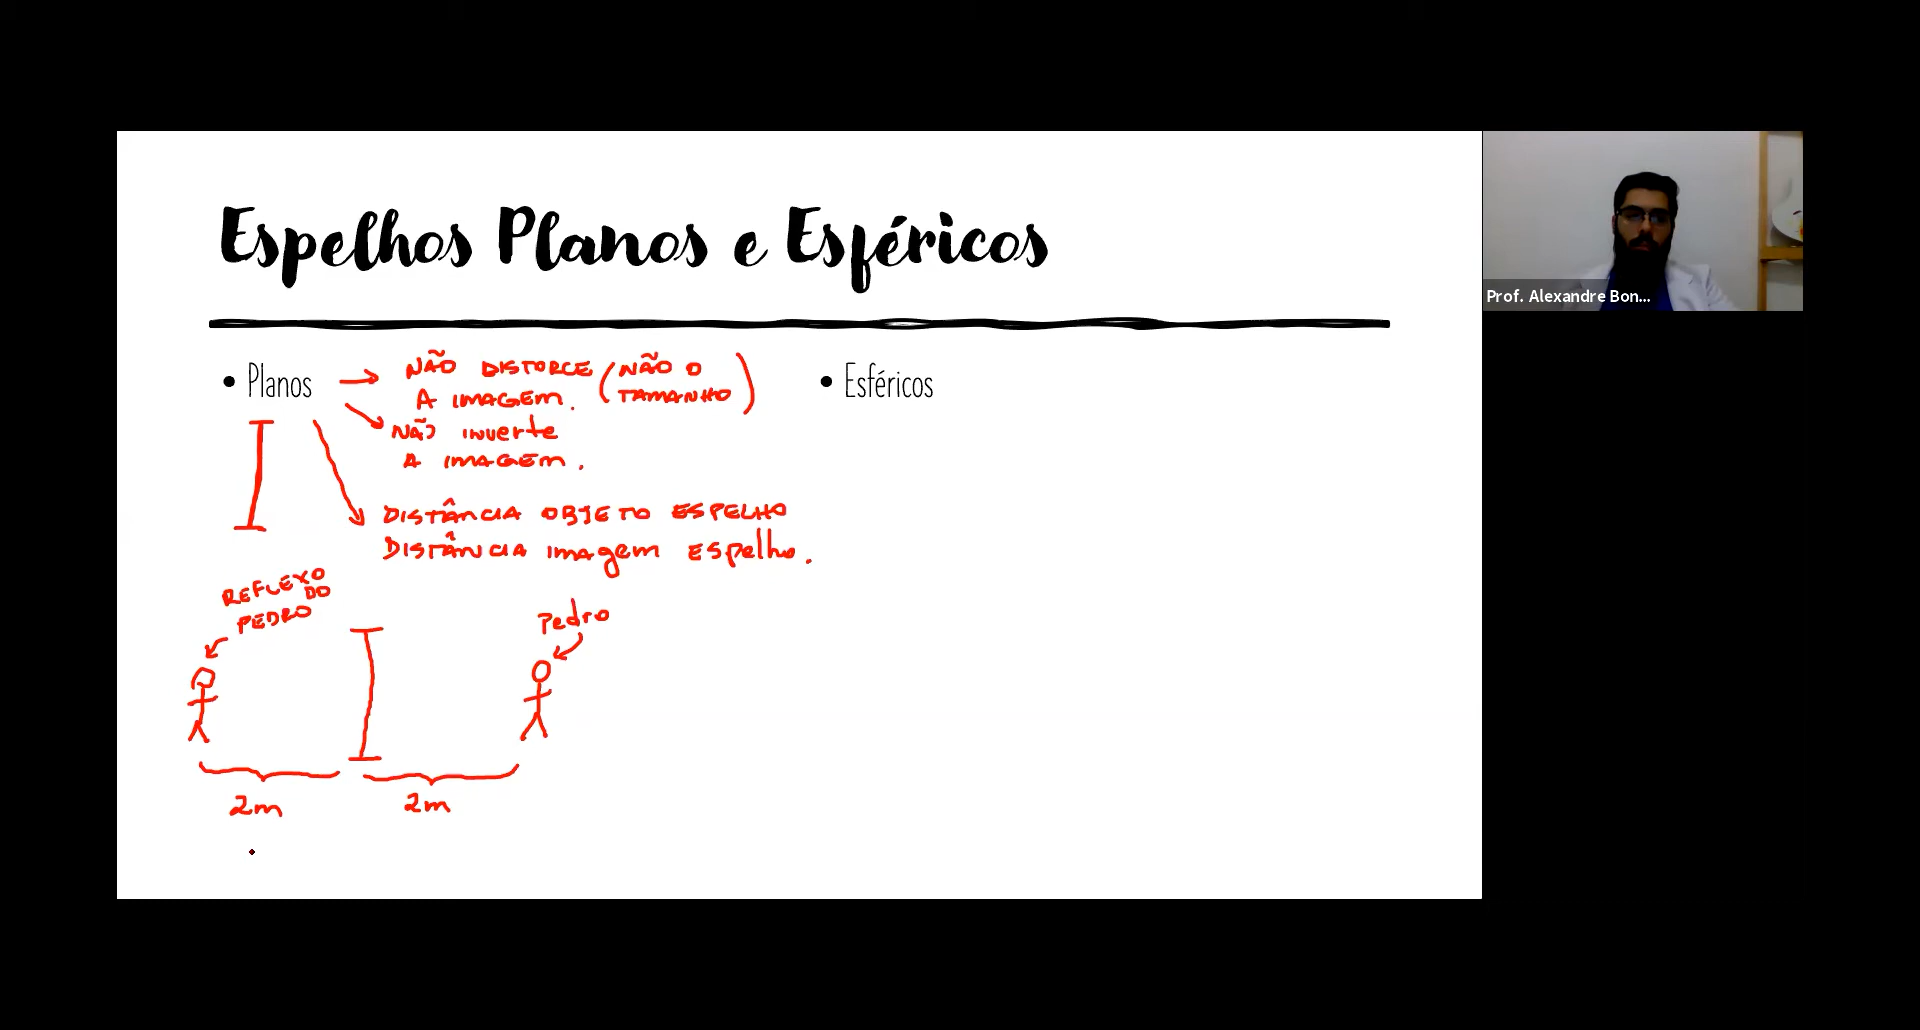 Espelhos Planos e Esféricos
• Planos
NÃO DISTORCE (NÃO O
A IMAGEM. TAMANHO)
NÃO inverte
A IMAGEM.
DISTÂNCIA OBJETO ESPELHO
DISTÂNCIA imagem Espelho.
REFLEXO
DO
PEDRO
Pedro
2m
2m
• Esféricos
Prof. Alexandre Bon...